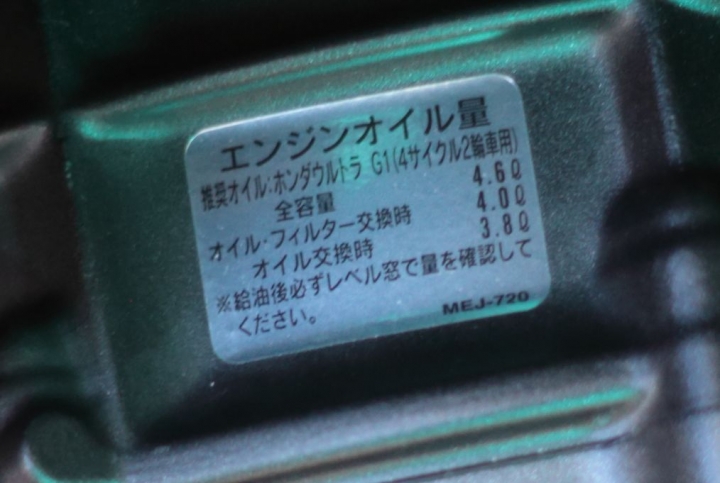 エンジンオイル量
推奨オイル:ホンダウルトラ G1(4サイクル2輪車用)
全容量 4.6ℓ
オイル・フィルター交換時 4.0ℓ
オイル交換時 3.8ℓ
※給油後必ずレベル窓で量を確認して
ください。
MEJ-720